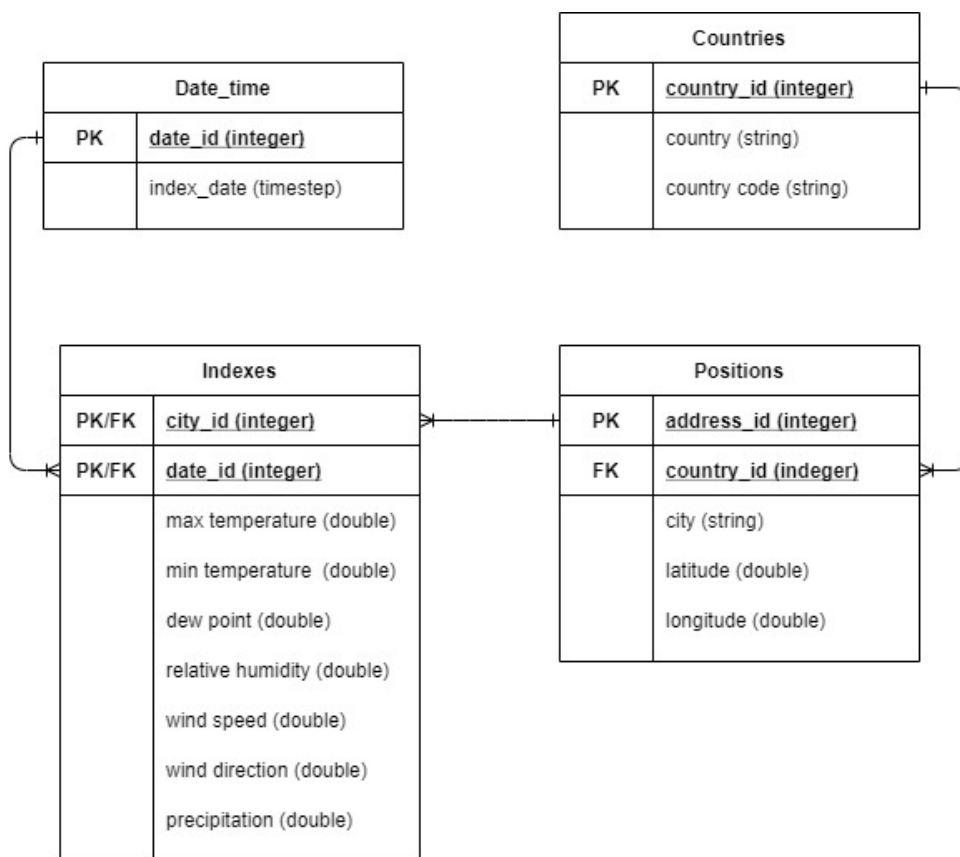 Countries
PK country_id (integer)
country (string)
country code (string)
Date_time
PK date_id (integer)
index_date (timestep)
Indexes
PK/FK city_id (integer)
PK/FK date_id (integer)
max temperature (double)
min temperature (double)
dew point (double)
relative humidity (double)
wind speed (double)
wind direction (double)
precipitation (double)
Positions
PK address_id (integer)
FK country_id (indeger)
city (string)
latitude (double)
longitude (double)